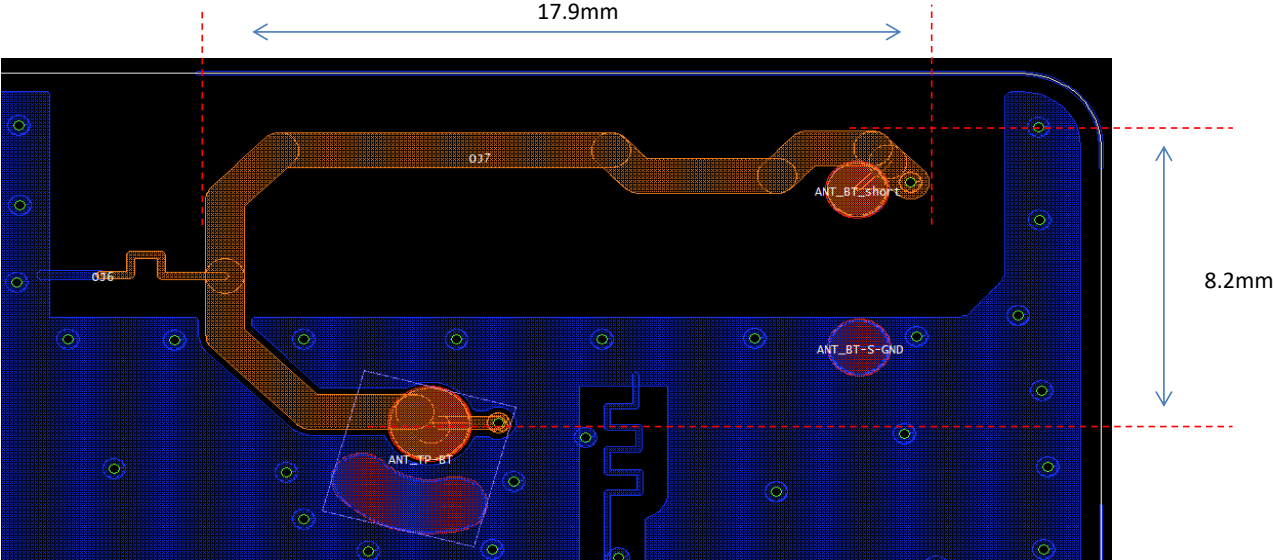 17.9mm
OJ7
ANT_BT_short
OJ6
8.2mm
ANT_BT-S-GND
ANT_TP-BT